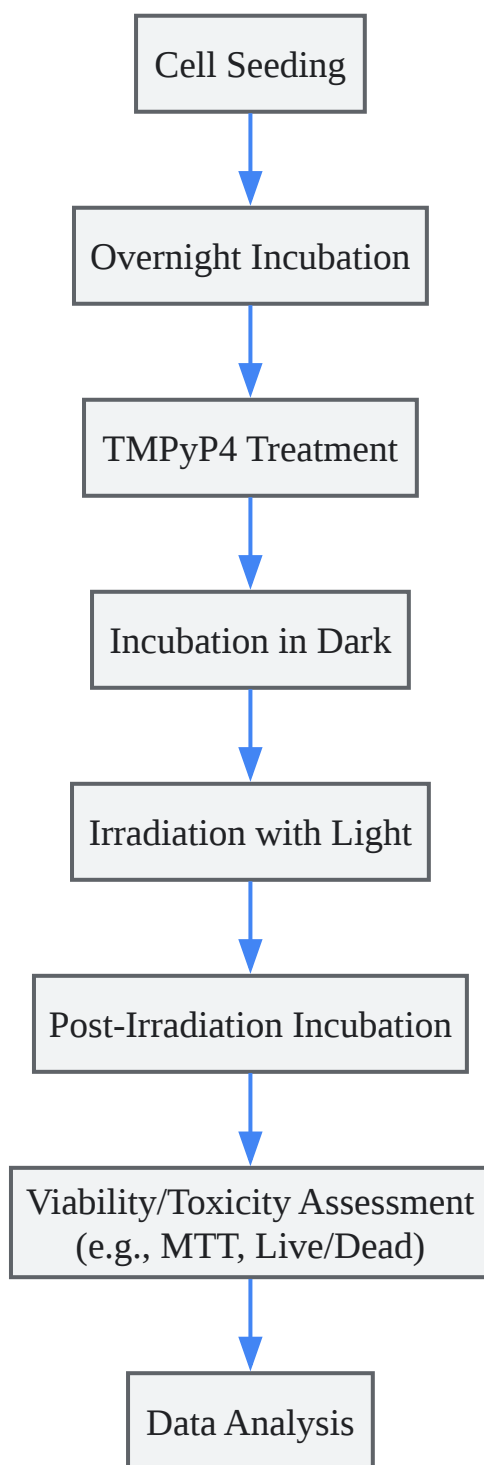 Cell Seeding
Overnight Incubation
TMPyP4 Treatment
Incubation in Dark
Irradiation with Light
Post-Irradiation Incubation
Viability/Toxicity Assessment
(e.g., MTT, Live/Dead)
Data Analysis